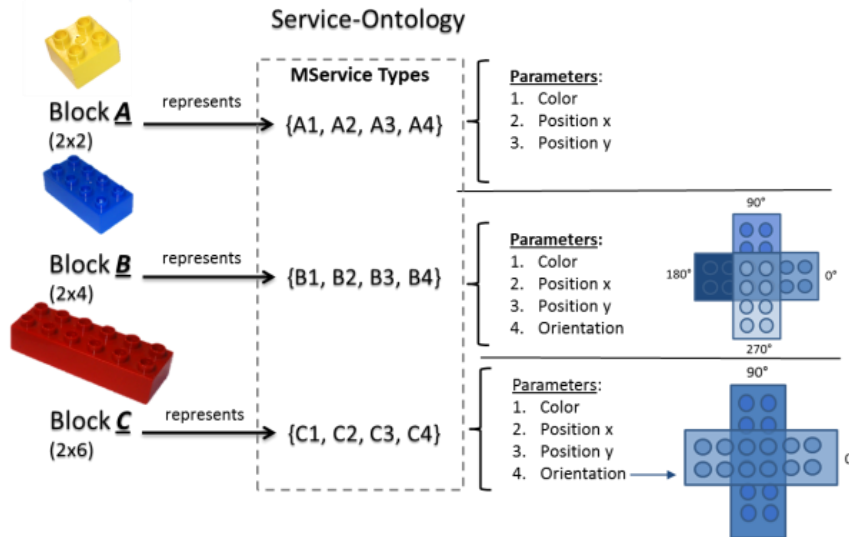 Service-Ontology
MService Types
Block A
(2x2)
represents
{A1, A2, A3, A4}
Parameters:
1. Color
2. Position x
3. Position y
Block B
(2x4)
represents
{B1, B2, B3, B4}
Parameters:
1. Color
2. Position x
3. Position y
4. Orientation
90°
180°
0°
270°
Block C
(2x6)
represents
{C1, C2, C3, C4}
Parameters:
1. Color
2. Position x
3. Position y
4. Orientation
90°